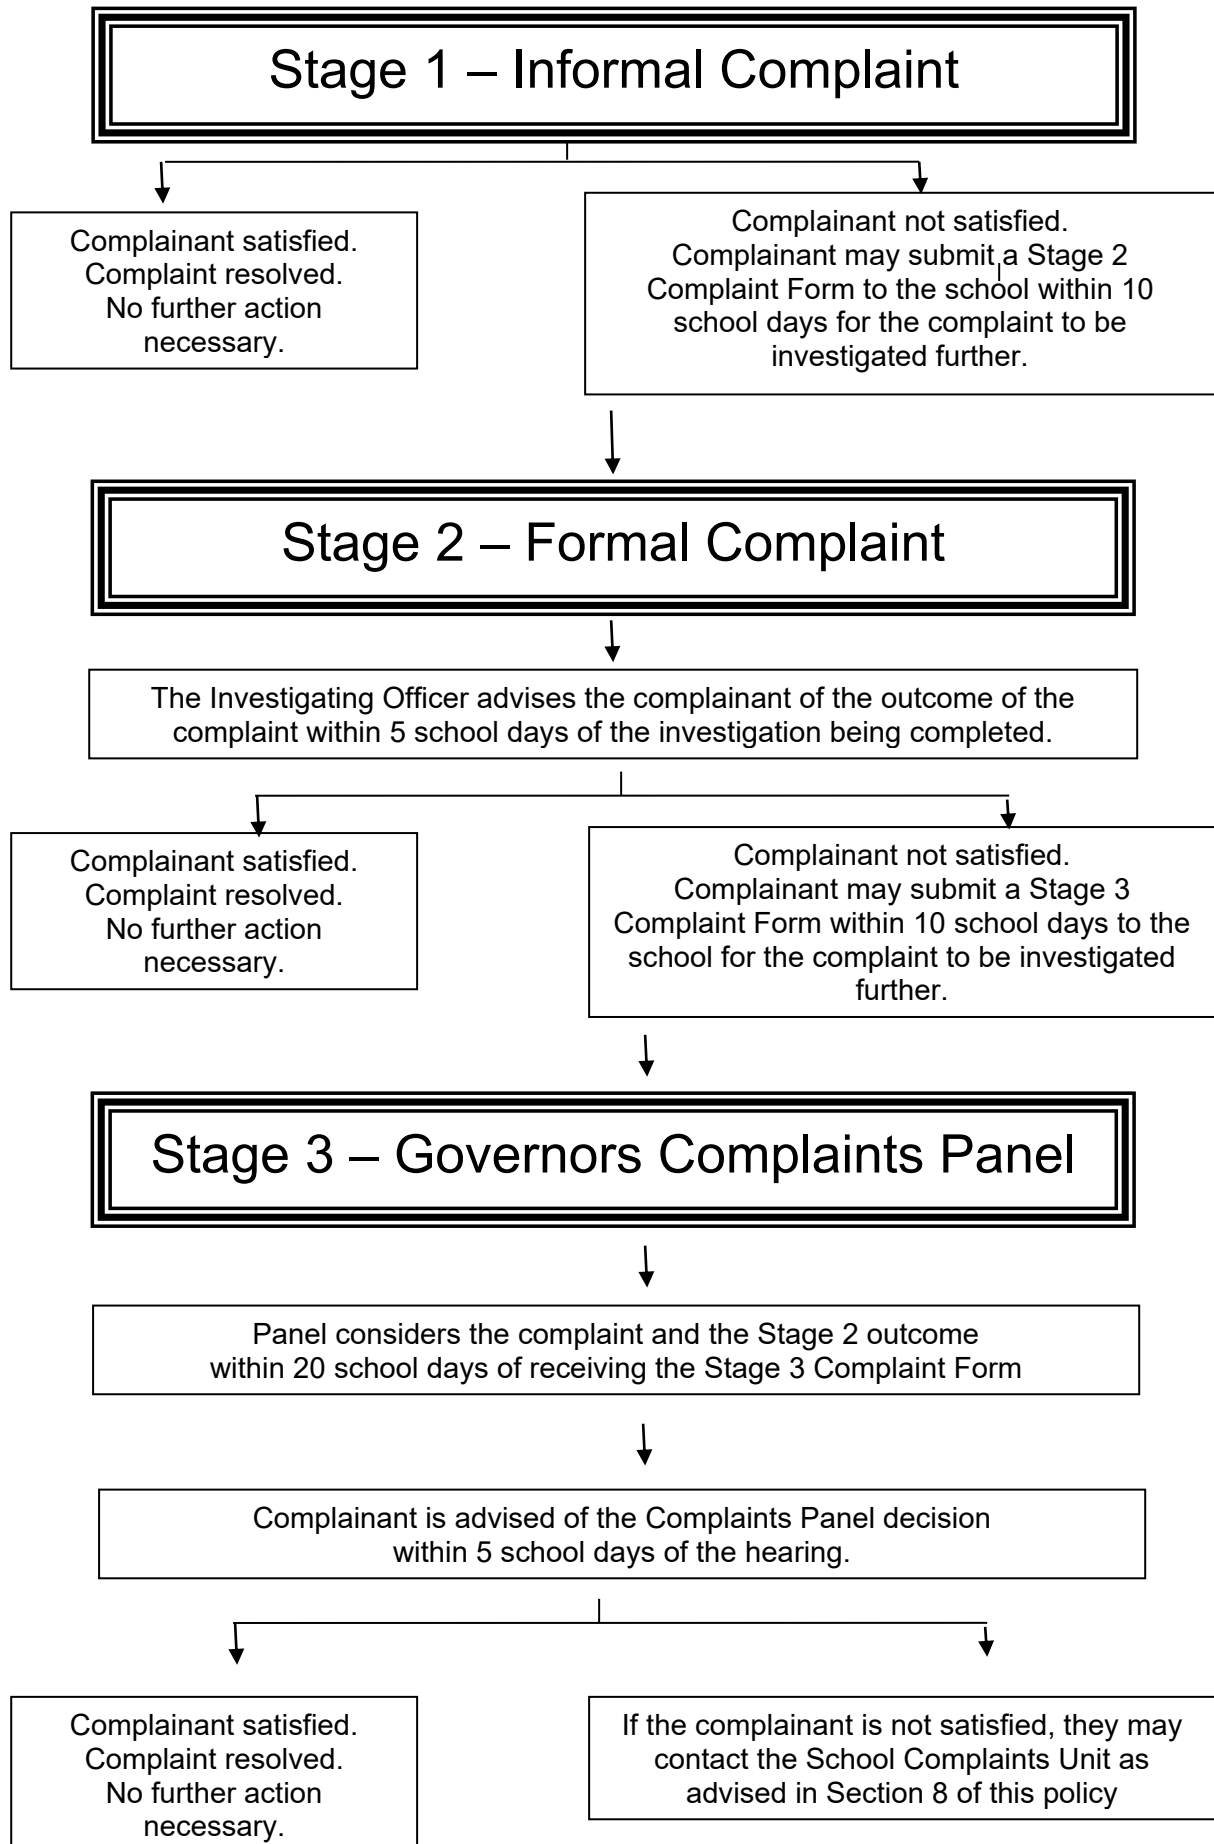 Stage 1 – Informal Complaint
Complainant satisfied.
Complaint resolved.
No further action
necessary.
Complainant not satisfied.
Complainant may submit a Stage 2
Complaint Form to the school within 10
school days for the complaint to be
investigated further.
Stage 2 – Formal Complaint
The Investigating Officer advises the complainant of the outcome of the
complaint within 5 school days of the investigation being completed.
Complainant satisfied.
Complaint resolved.
No further action
necessary.
Complainant not satisfied.
Complainant may submit a Stage 3
Complaint Form within 10 school days to the
school for the complaint to be investigated
further.
Stage 3 – Governors Complaints Panel
Panel considers the complaint and the Stage 2 outcome
within 20 school days of receiving the Stage 3 Complaint Form
Complainant is advised of the Complaints Panel decision
within 5 school days of the hearing.
Complainant satisfied.
Complaint resolved.
No further action
necessary.
If the complainant is not satisfied, they may
contact the School Complaints Unit as
advised in Section 8 of this policy